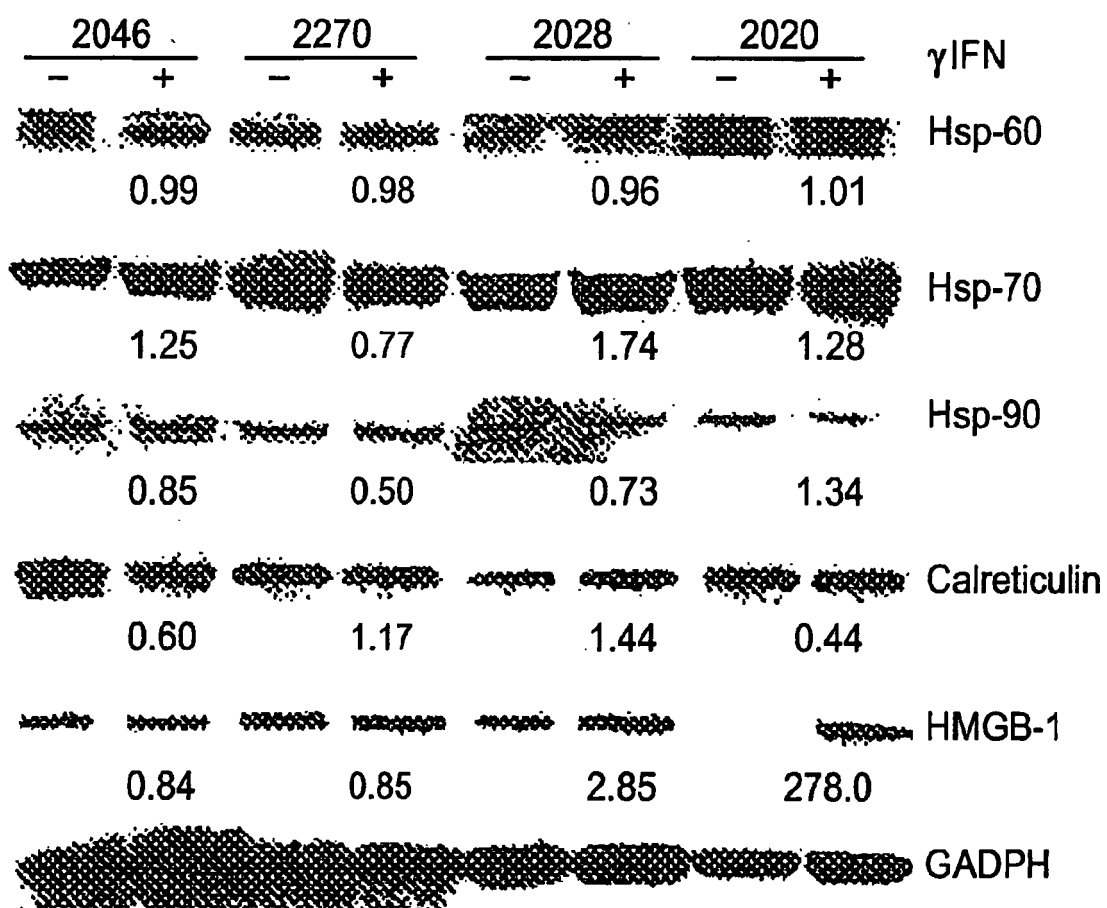 2046 2270 2028 2020
γIFN
− + − + − + − +
Hsp-60
0.99 0.98 0.96 1.01
Hsp-70
1.25 0.77 1.74 1.28
Hsp-90
0.85 0.50 0.73 1.34
Calreticulin
0.60 1.17 1.44 0.44
HMGB-1
0.84 0.85 2.85 278.0
GADPH